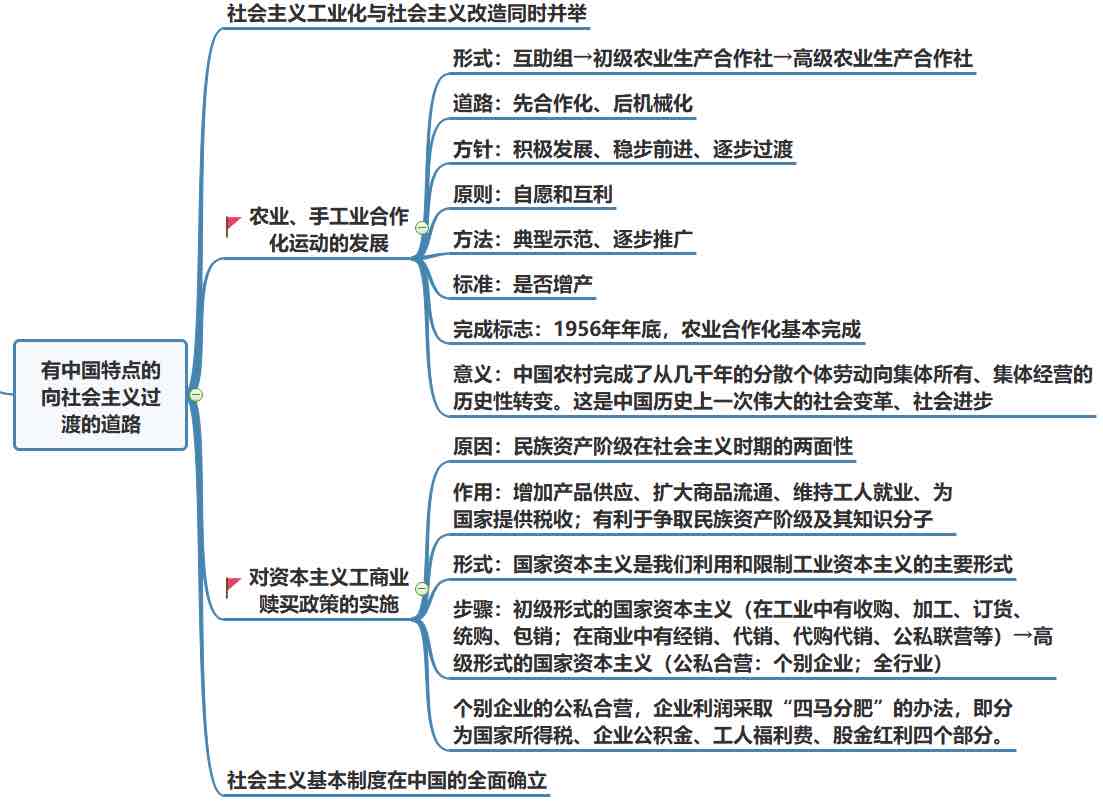 社会主义工业化与社会主义改造同时并举
形式：互助组→初级农业生产合作社→高级农业生产合作社
道路：先合作化、后机械化
方针：积极发展、稳步前进、逐步过渡
原则：自愿和互利
农业、手工业合作
化运动的发展
方法：典型示范、逐步推广
标准：是否增产
完成标志：1956年年底，农业合作化基本完成
意义：中国农村完成了从几千年的分散个体劳动向集体所有、集体经营的
历史性转变。这是中国历史上一次伟大的社会变革、社会进步
有中国特点的
向社会主义过
渡的道路
原因：民族资产阶级在社会主义时期的两面性
作用：增加产品供应、扩大商品流通、维持工人就业、为
国家提供税收；有利于争取民族资产阶级及其知识分子
形式：国家资本主义是我们利用和限制工业资本主义的主要形式
对资本主义工商业
赎买政策的实施
步骤：初级形式的国家资本主义（在工业中有收购、加工、订货、
统购、包销；在商业中有经销、代销、代购代销、公私联营等）→高
级形式的国家资本主义（公私合营：个别企业；全行业）
个别企业的公私合营，企业利润采取“四马分肥”的办法，即分
为国家所得税、企业公积金、工人福利费、股金红利四个部分。
社会主义基本制度在中国的全面确立